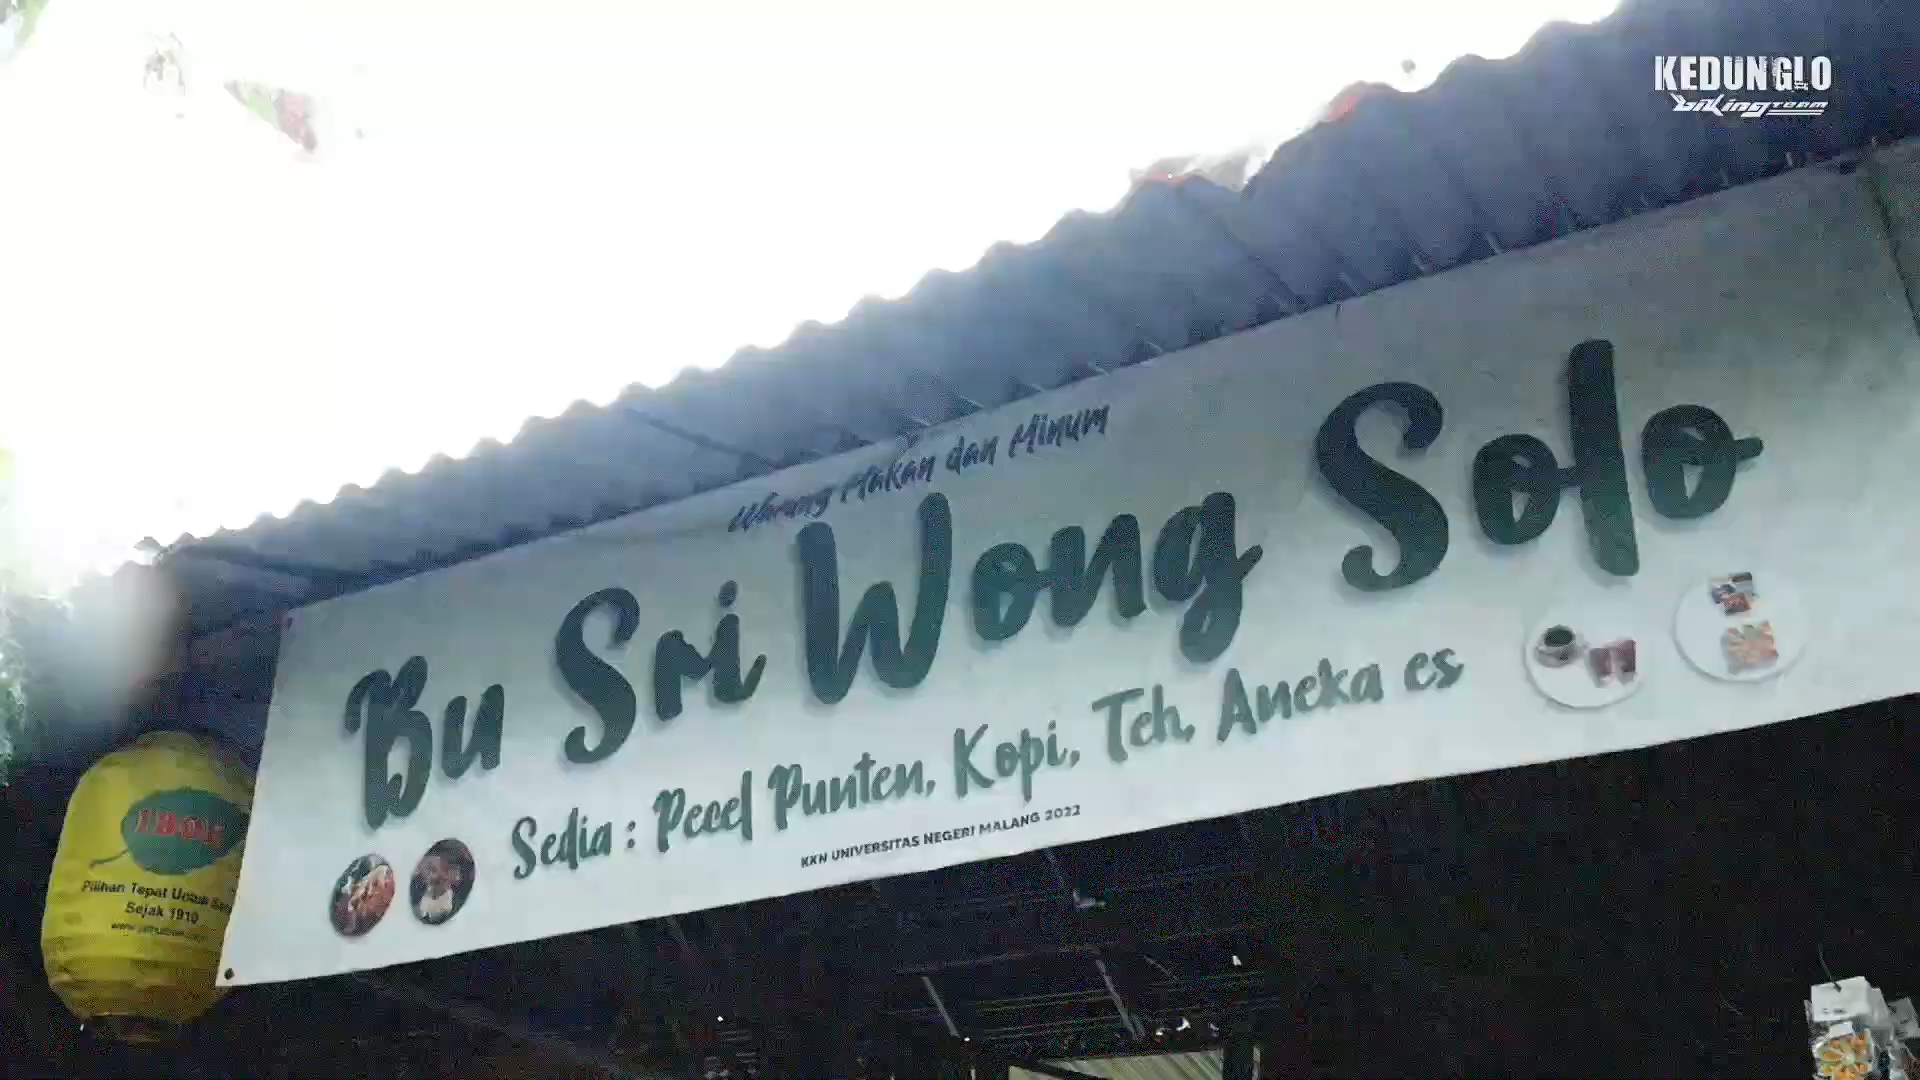 KEDUNGLO
biking TEAM
Warung Makan dan Minum
Bu Sri Wong Solo
Sedia : Pecel Punten, Kopi, Teh, Aneka es
KKN UNIVERSITAS NEGERI MALANG 2022
IBOE
Pilihan Tepat Untuk
Sejak 1910